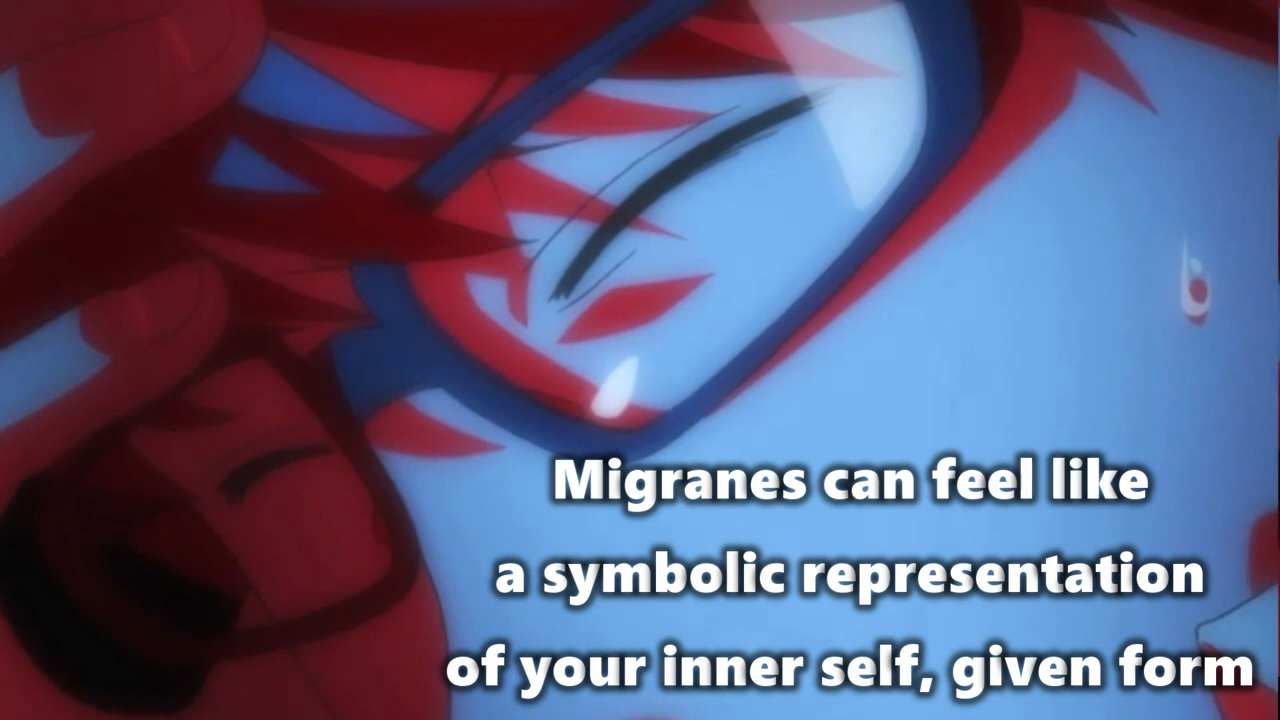 Migranes can feel like
a symbolic representation
of your inner self, given form